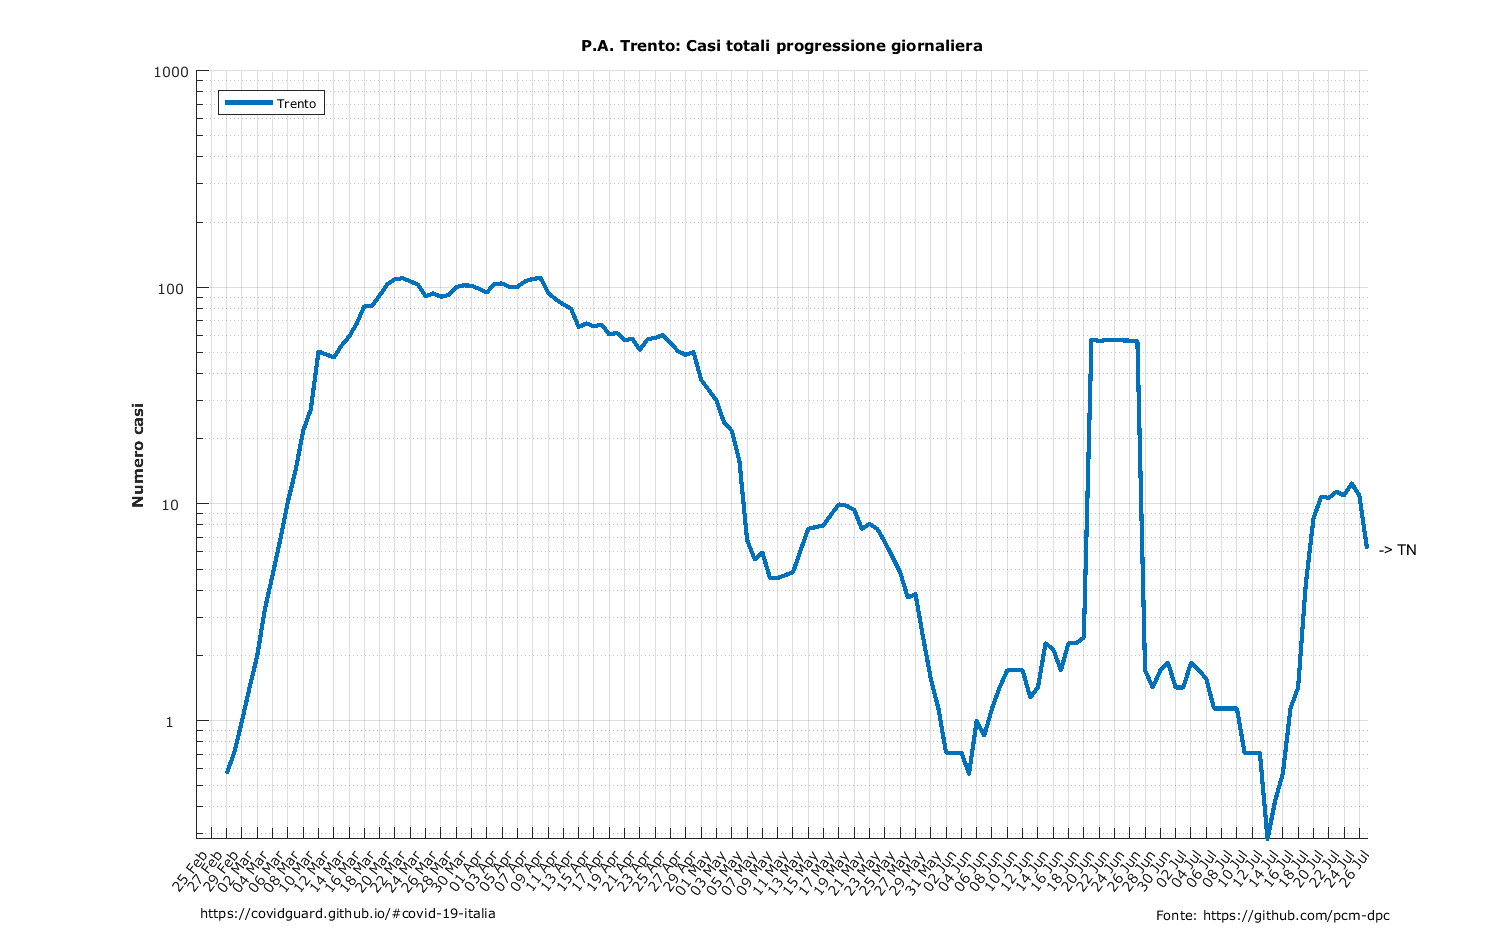 P.A. Trento: Casi totali progressione giornaliera
1000
Trento
100
Numero casi
10
-> TN
1
25 Feb
27 Feb
29 Feb
02 Mar
04 Mar
06 Mar
08 Mar
10 Mar
12 Mar
14 Mar
16 Mar
18 Mar
20 Mar
22 Mar
24 Mar
26 Mar
28 Mar
30 Mar
01 Apr
03 Apr
05 Apr
07 Apr
09 Apr
11 Apr
13 Apr
15 Apr
17 Apr
19 Apr
21 Apr
23 Apr
25 Apr
27 Apr
29 Apr
01 May
03 May
05 May
07 May
09 May
11 May
13 May
15 May
17 May
19 May
21 May
23 May
25 May
27 May
29 May
31 May
02 Jun
04 Jun
06 Jun
08 Jun
10 Jun
12 Jun
14 Jun
16 Jun
18 Jun
20 Jun
22 Jun
24 Jun
26 Jun
28 Jun
30 Jun
02 Jul
04 Jul
06 Jul
08 Jul
10 Jul
12 Jul
14 Jul
16 Jul
18 Jul
20 Jul
22 Jul
24 Jul
26 Jul
https://covidguard.github.io/#covid-19-italia
Fonte: https://github.com/pcm-dpc